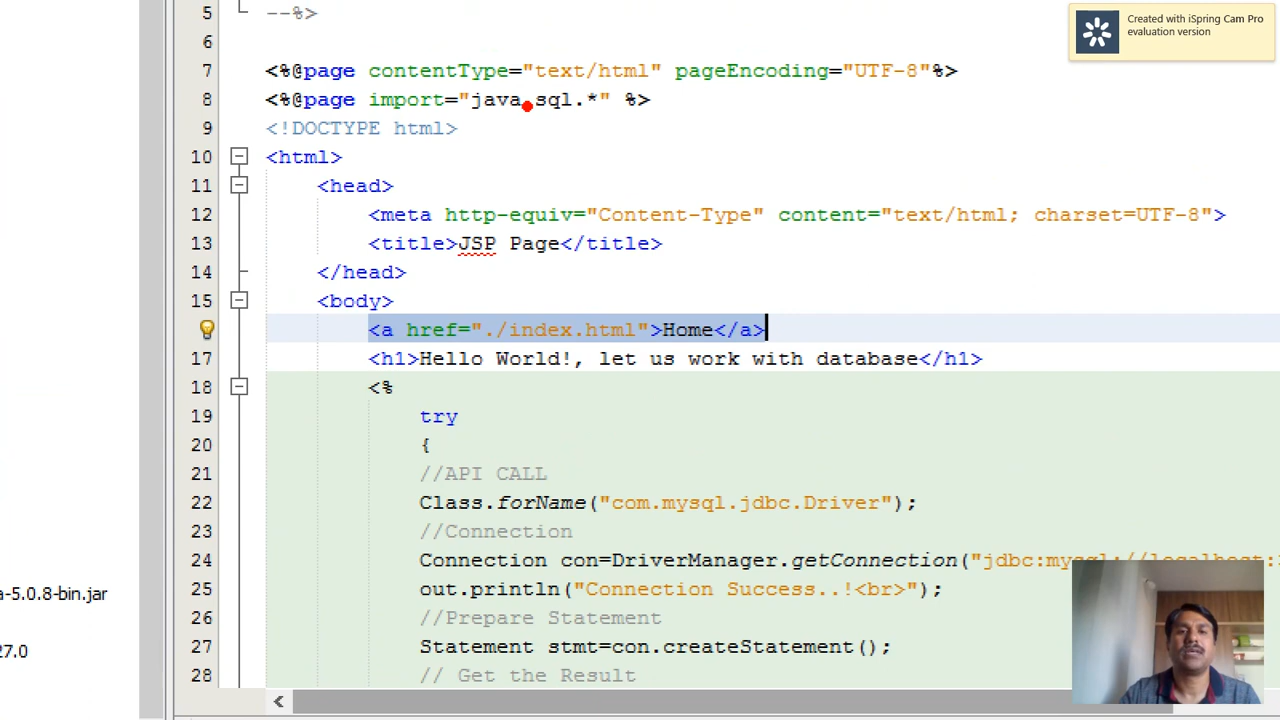 Created with iSpring Cam Pro
evaluation version
5 --%>
6
7 <%@page contentType="text/html" pageEncoding="UTF-8"%>
8 <%@page import="java.sql.*" %>
9 <!DOCTYPE html>
10 <html>
11 <head>
12 <meta http-equiv="Content-Type" content="text/html; charset=UTF-8">
13 <title>JSP Page</title>
14 </head>
15 <body>
<a href="./index.html">Home</a>
17 <h1>Hello World!, let us work with database</h1>
18 <%
19 try
20 {
21 //API CALL
22 Class.forName("com.mysql.jdbc.Driver");
23 //Connection
24 Connection con=DriverManager.getConnection("jdbc:mysql://localhost:
25 out.println("Connection Success..!<br>");
26 //Prepare Statement
27 Statement stmt=con.createStatement();
28 // Get the Result
a-5.0.8-bin.jar
27.0